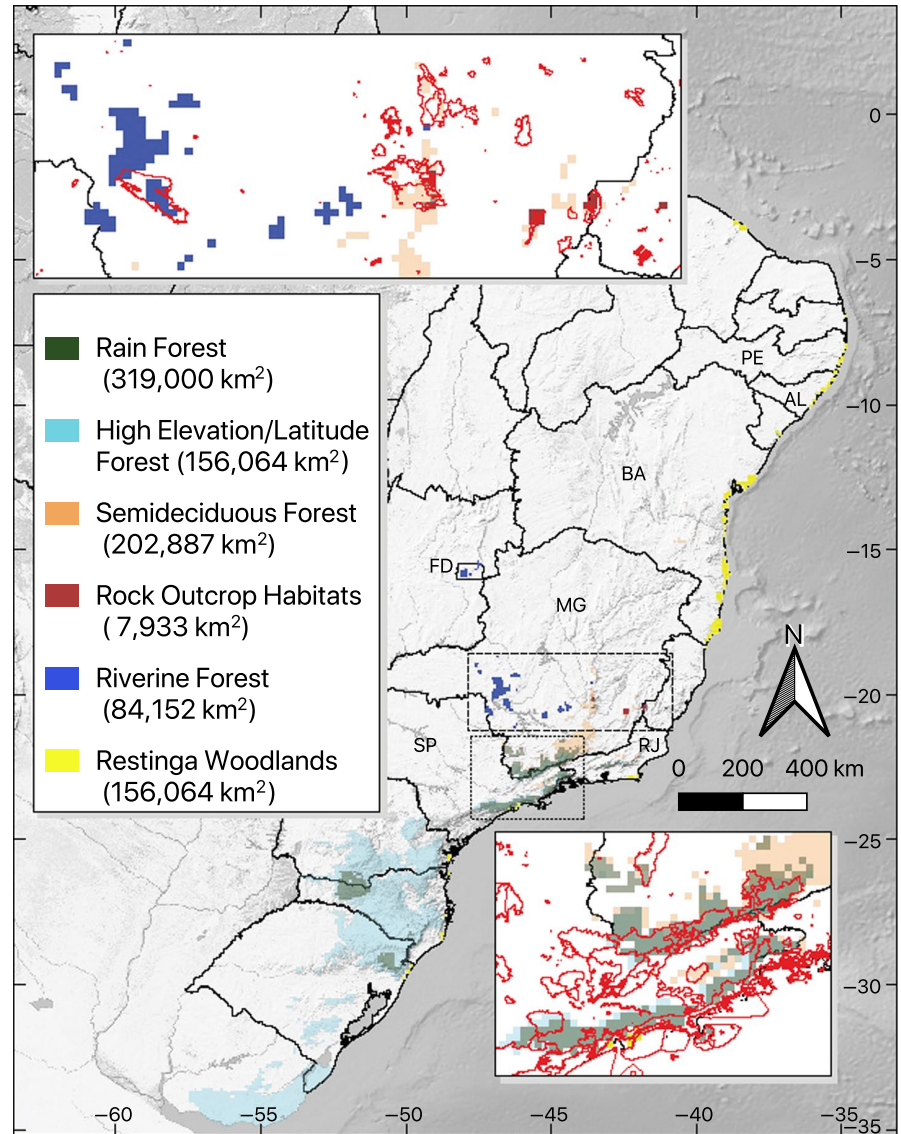 0
−5
PE
AL
−10
BA
−15
FD
MG
−20
SP
RJ
N
0 200 400 km
−25
−30
−60 −55 −50 −45 −40 −35
−35
Rain Forest
(319,000 km²)
High Elevation/Latitude
Forest (156,064 km²)
Semideciduous Forest
(202,887 km²)
Rock Outcrop Habitats
( 7,933 km²)
Riverine Forest
(84,152 km²)
Restinga Woodlands
(156,064 km²)